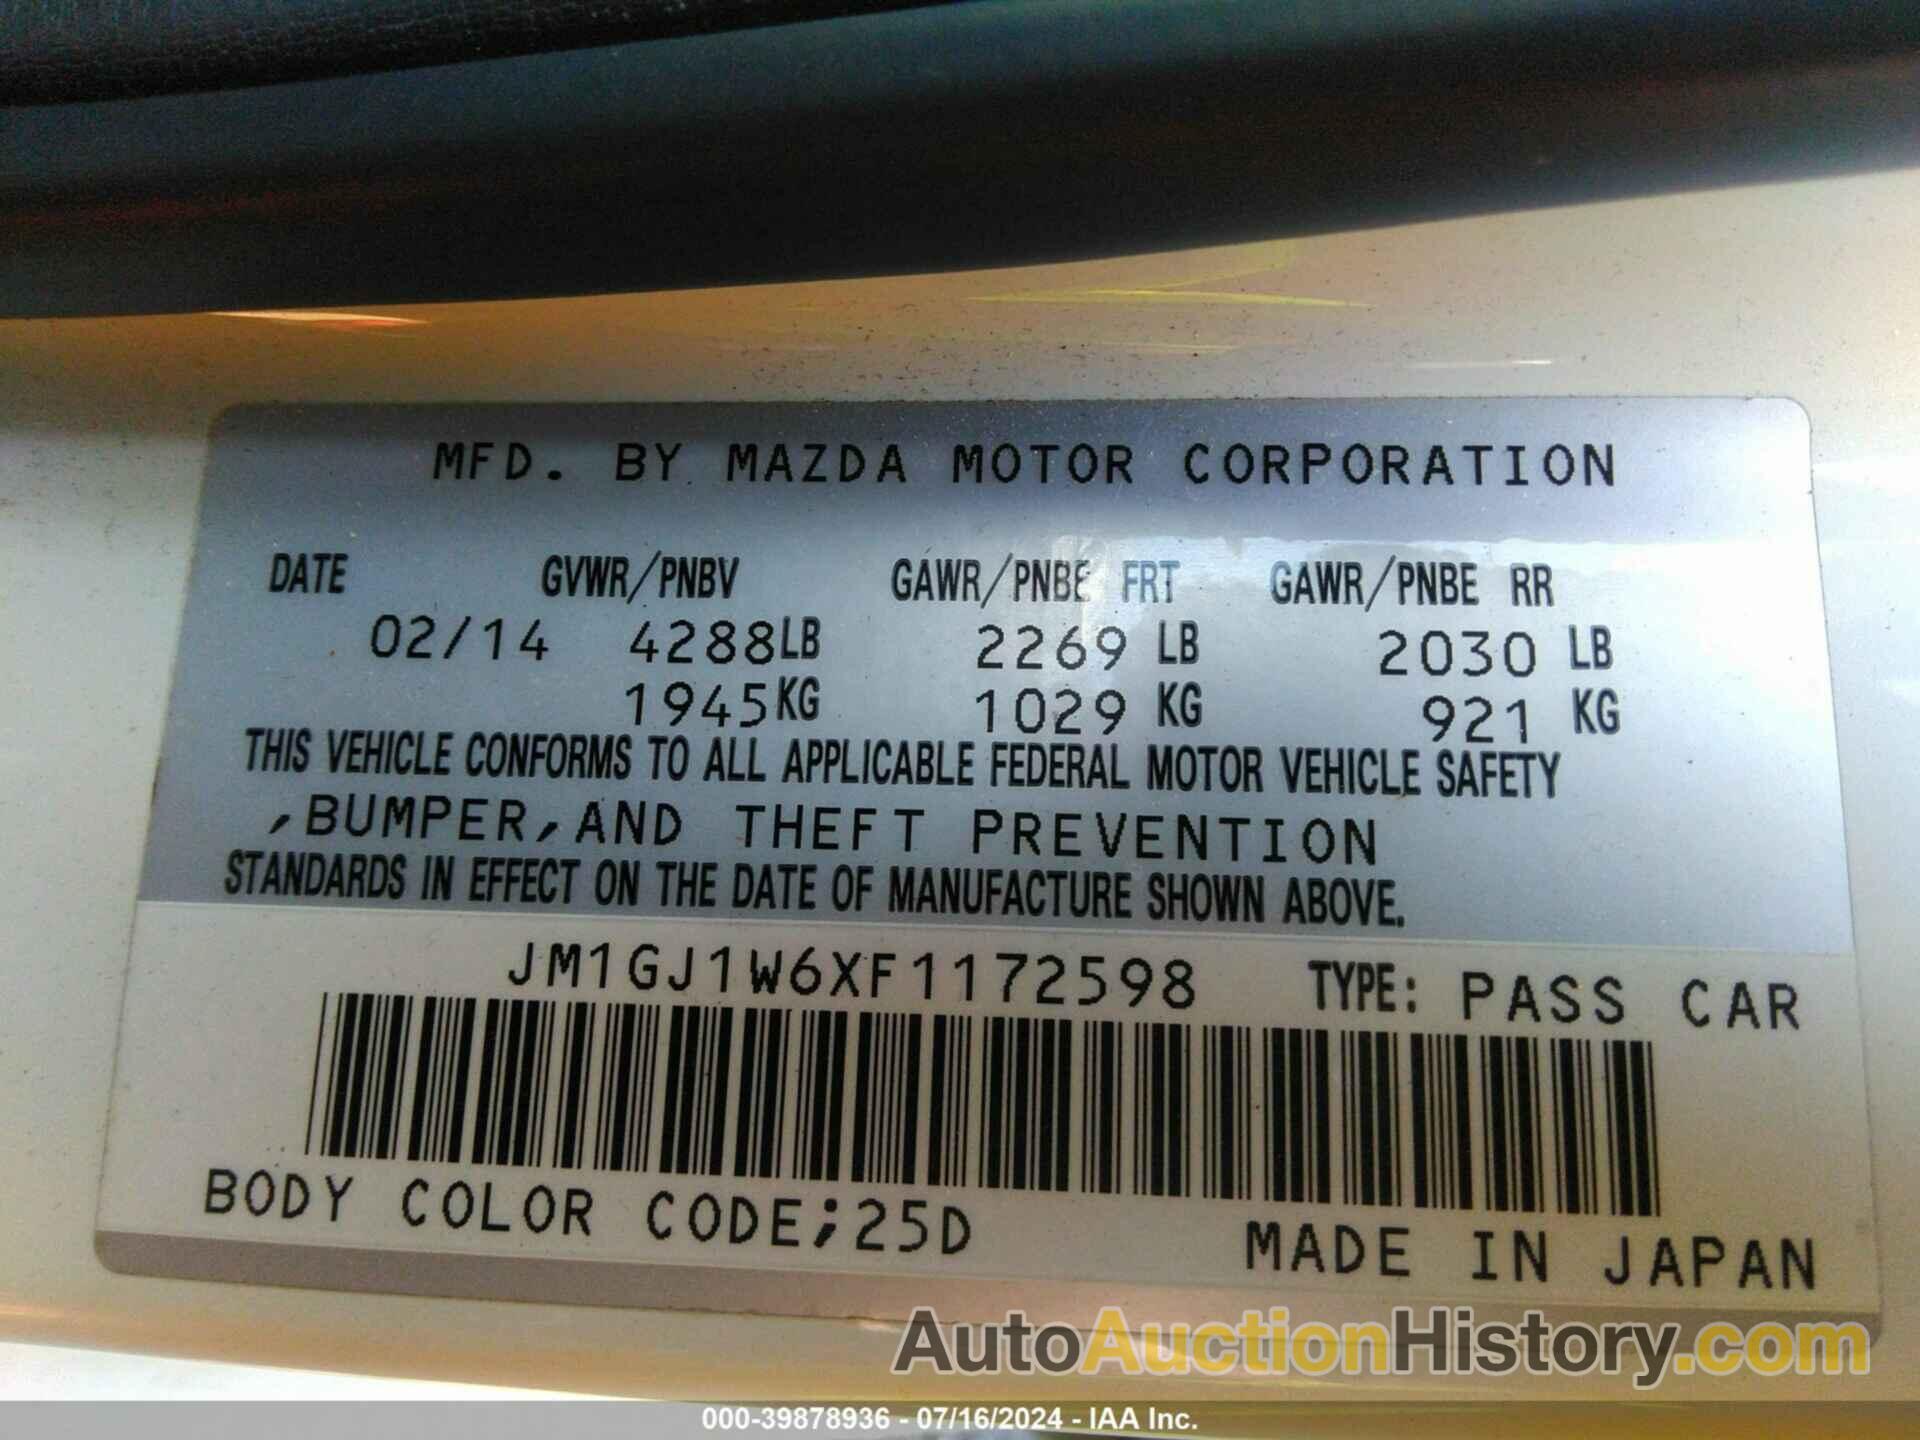 MFD. BY MAZDA MOTOR CORPORATION
DATE GVWR/PNBV GAWR/PNBE FRT GAWR/PNBE RR
02/14 4288LB 2269 LB 2030 LB
1945KG 1029 KG 921 KG
THIS VEHICLE CONFORMS TO ALL APPLICABLE FEDERAL MOTOR VEHICLE SAFETY
,BUMPER,AND THEFT PREVENTION
STANDARDS IN EFFECT ON THE DATE OF MANUFACTURE SHOWN ABOVE.
JM1GJ1W6XF1172598 TYPE: PASS CAR
BODY COLOR CODE;25D MADE IN JAPAN
AutoAuctionHistory.com
000-39878936 - 07/16/2024 - IAA Inc.